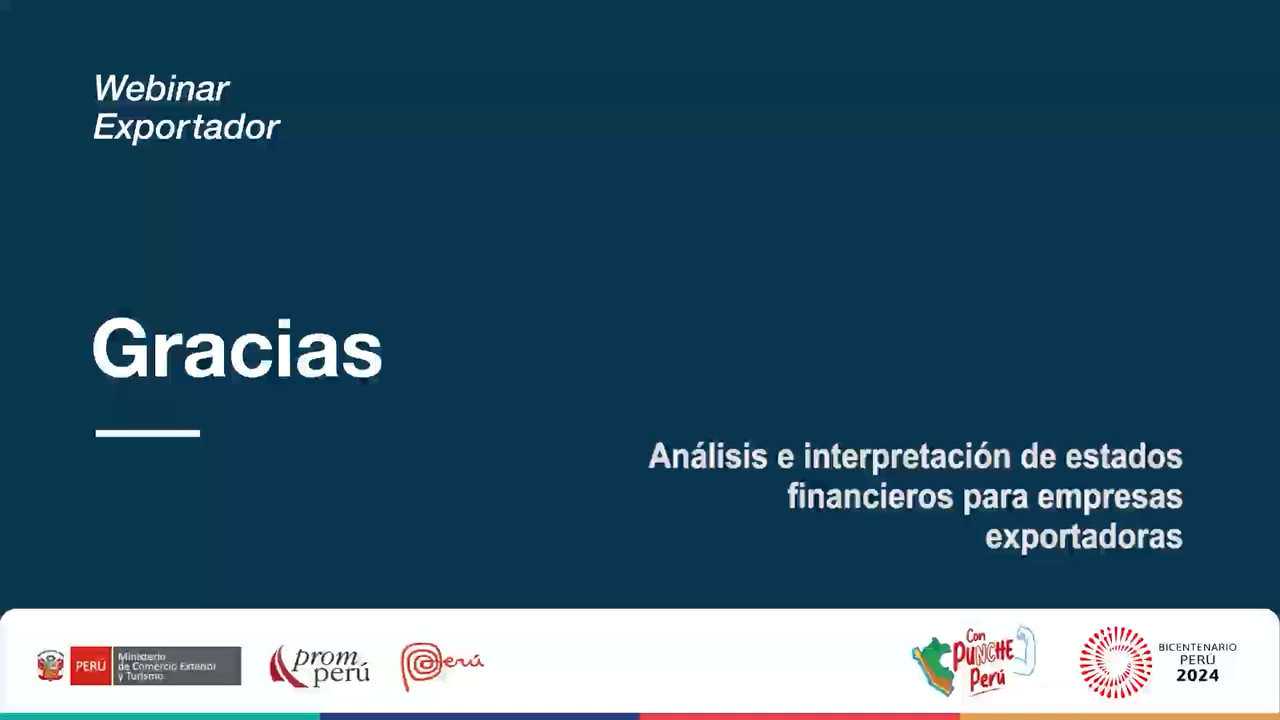 Webinar
Exportador
Gracias
Análisis e interpretación de estados
financieros para empresas
exportadoras
PERÚ
Ministerio
de Comercio Exterior
y Turismo
prom
perú
Perú
Con
PUNCHE
Perú
BICENTENARIO
PERÚ
2024